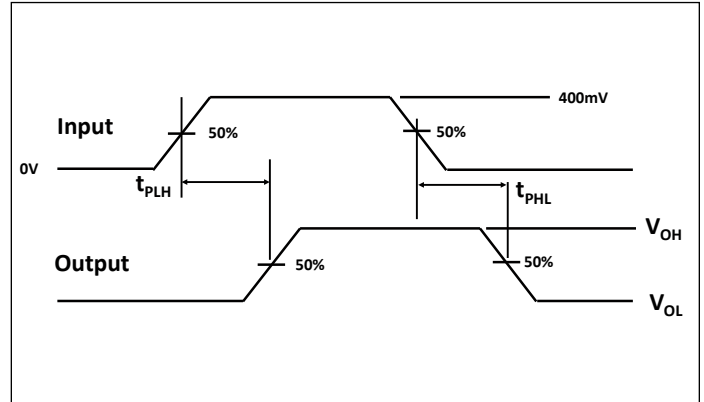 400mV
Input
50%
50%
0V
tPLH
tPHL
VOH
Output
50%
50%
VOL